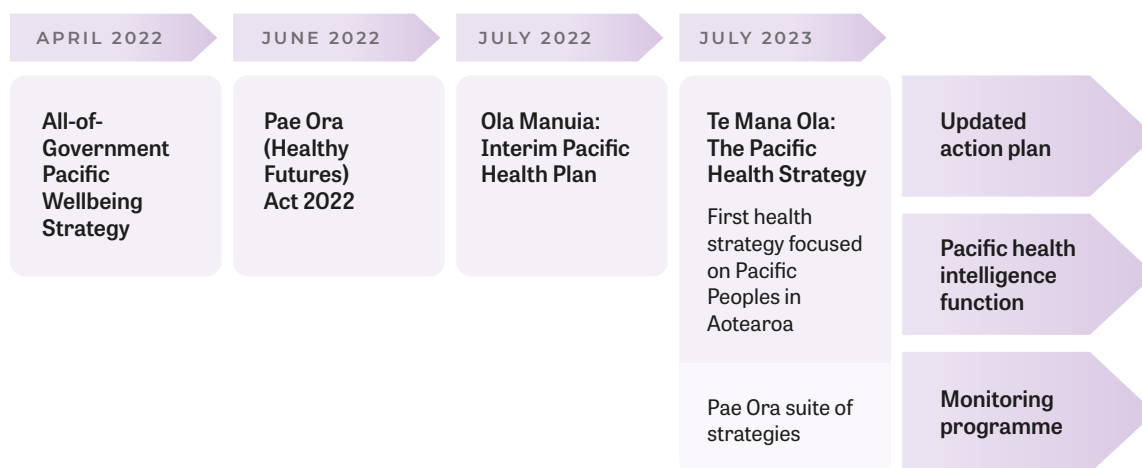 APRIL 2022
JUNE 2022
JULY 2022
JULY 2023
All-of-
Government
Pacific
Wellbeing
Strategy
Pae Ora
(Healthy
Futures)
Act 2022
Ola Manuia:
Interim Pacific
Health Plan
Te Mana Ola:
The Pacific
Health Strategy
First health
strategy focused
on Pacific
Peoples in
Aotearoa
Pae Ora suite of
strategies
Updated
action plan
Pacific health
intelligence
function
Monitoring
programme